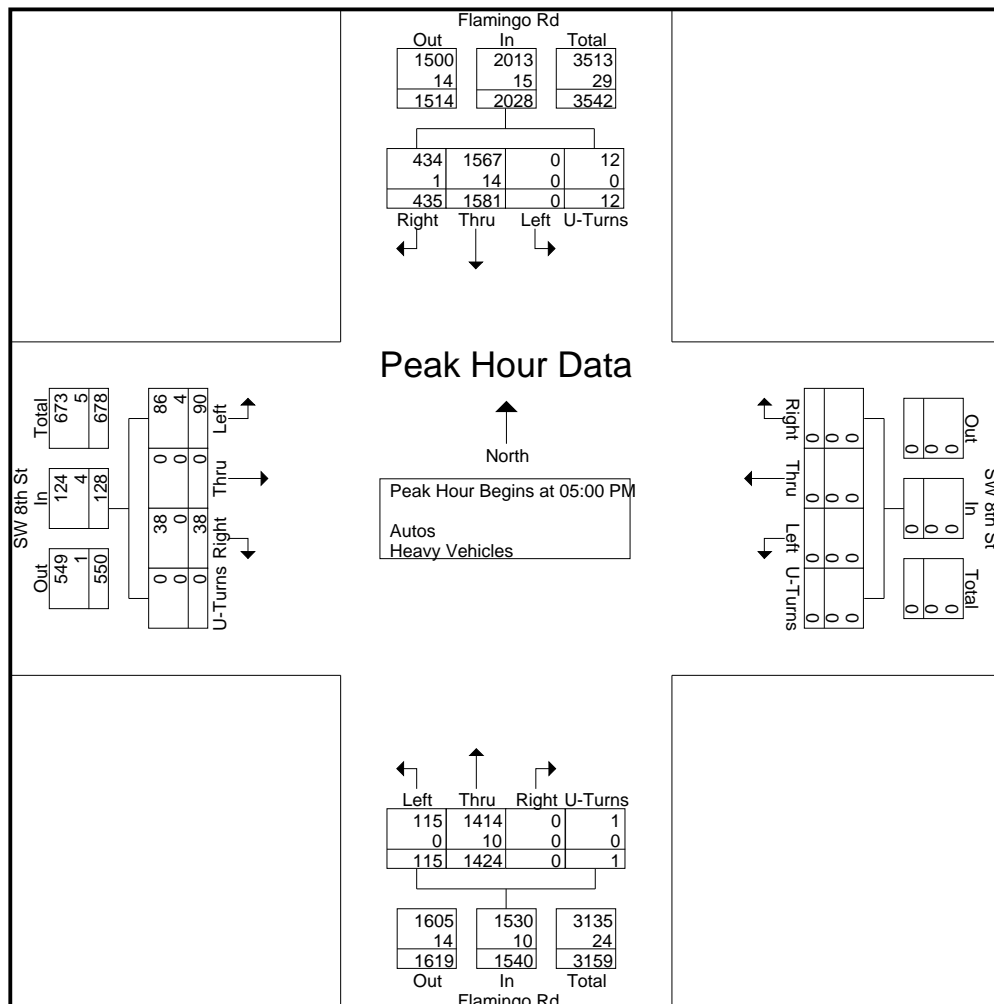 Flamingo Rd
Out In Total
1500 2013 3513
14 15 29
1514 2028 3542
434 1567 0 12
1 14 0 0
435 1581 0 12
Right Thru Left U-Turns
Peak Hour Data
North
Peak Hour Begins at 05:00 PM
Autos
Heavy Vehicles
SW 8th St
Out In Total
549 124 673
1 4 5
550 128 678
U-Turns Right Thru Left
0 38 0 86
0 0 0 4
0 38 0 90
SW 8th St
Out In Total
0 0 0
0 0 0
0 0 0
Right Thru Left U-Turns
0 0 0 0
0 0 0 0
0 0 0 0
Left Thru Right U-Turns
115 1414 0 1
0 10 0 0
115 1424 0 1
1605 1530 3135
14 10 24
1619 1540 3159
Out In Total
Flamingo Rd